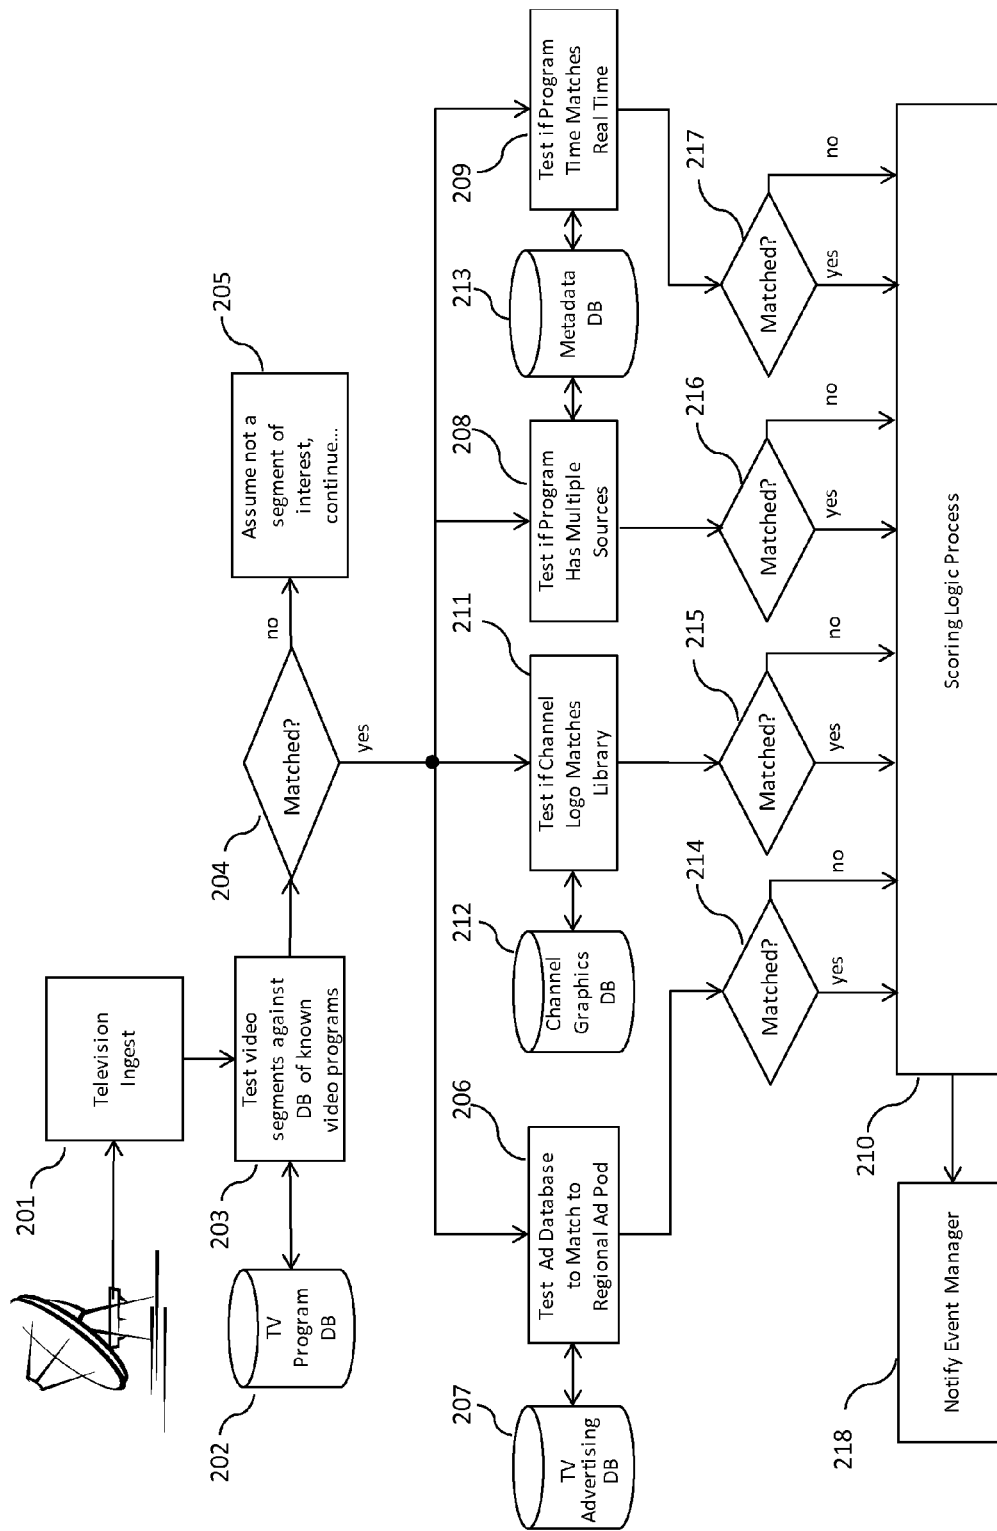 201
Television
Ingest
202
TV
Program
DB
203
Test video
segments against
DB of known
video programs
204
Matched?
no
yes
205
Assume not a
segment of
interest,
continue...
207
TV
Advertising
DB
206
Test Ad Database
to Match to
Regional Ad Pod
212
Channel
Graphics
DB
211
Test if Channel
Logo Matches
Library
208
Test if Program
Has Multiple
Sources
213
Metadata
DB
209
Test if Program
Time Matches
Real Time
214
Matched?
yes
no
215
Matched?
yes
no
216
Matched?
yes
no
217
Matched?
yes
no
210
Scoring Logic Process
218
Notify Event Manager